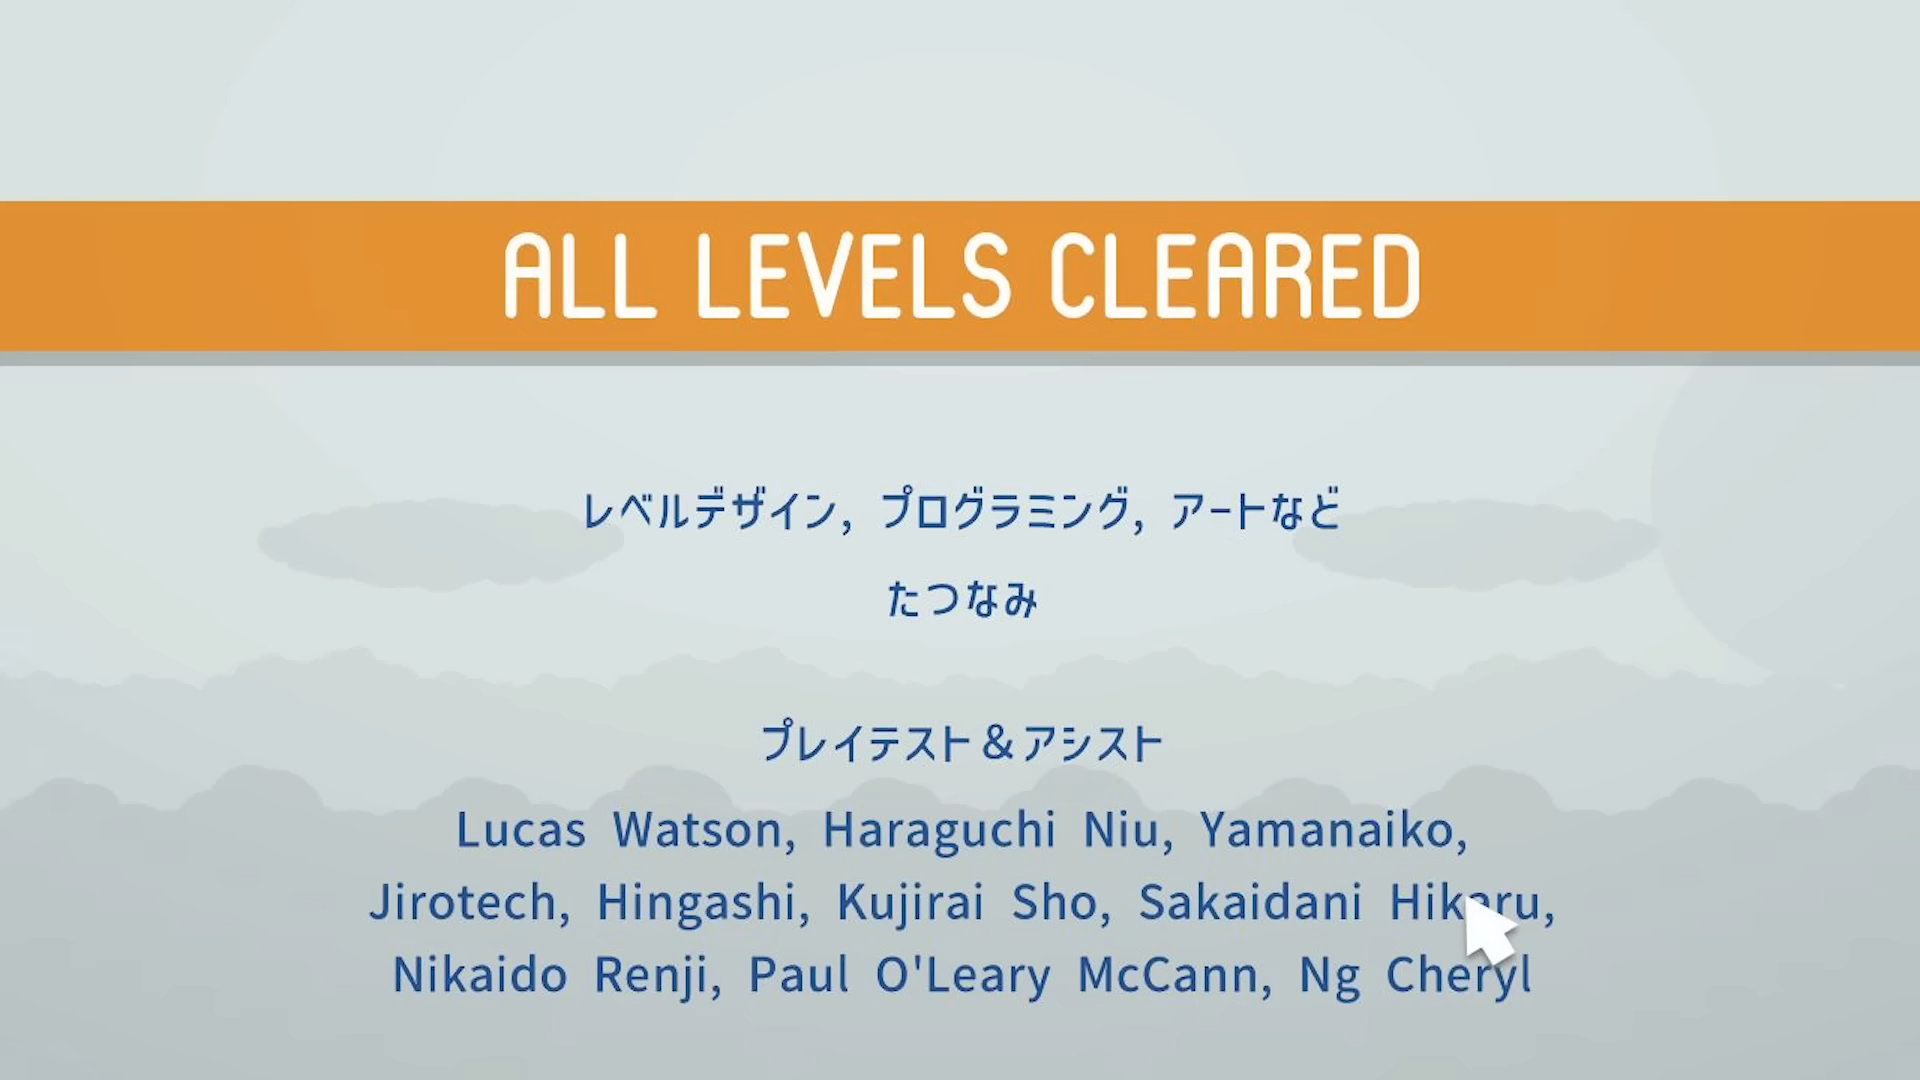 ALL LEVELS CLEARED
レベルデザイン, プログラミング, アートなど
たつなみ
プレイテスト&アシスト
Lucas Watson, Haraguchi Niu, Yamanaiko,
Jirotech, Hingashi, Kujirai Sho, Sakaidani Hikaru,
Nikaido Renji, Paul O'Leary McCann, Ng Cheryl